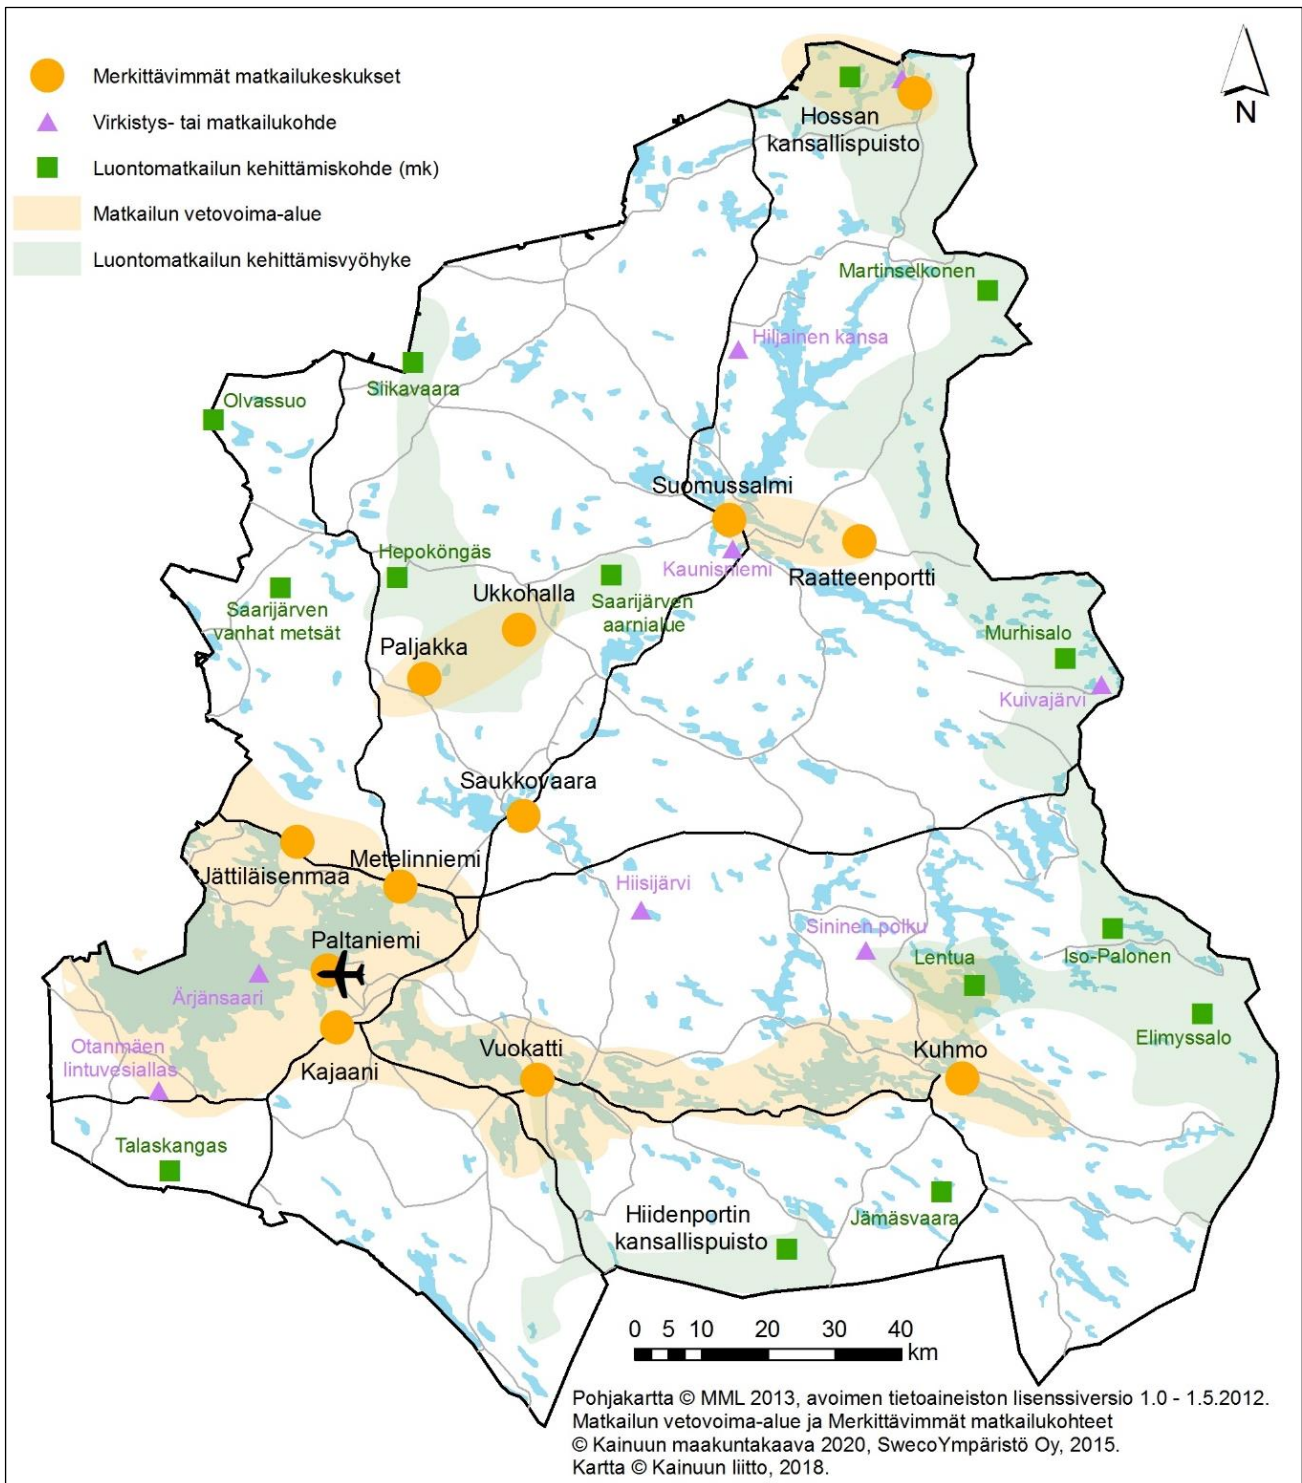 Merkittävimmät matkailukeskukset
Virkistys- tai matkailukohde
Luontomatkailun kehittämiskohde (mk)
Matkailun vetovoima-alue
Luontomatkailun kehittämisvyöhyke
N
Hossan
kansallispuisto
Martinselkonen
Hiljainen kansa
Siikavaara
Olvassuo
Suomussalmi
Hepoköngäs
Kaunisniemi
Raatteenportti
Ukkohalla
Saarijärven
vanhat metsät
Saarijärven
aarnialue
Murhisalo
Paljakka
Kuivajärvi
Saukkovaara
Metelinniemi
Jättiläisenmaa
Hiisijärvi
Sininen polku
Paltaniemi
Lentua
Iso-Palonen
Ärjänsaari
Elimyssalo
Otanmäen
lintuvesiallas
Vuokatti
Kuhmo
Kajaani
Talaskangas
Hiidenportin
kansallispuisto
Jämäsvaara
0 5 10 20 30 40
km
Pohjakartta © MML 2013, avoimen tietoaineiston lisenssiversio 1.0 - 1.5.2012.
Matkailun vetovoima-alue ja Merkittävimmät matkailukohteet
© Kainuun maakuntakaava 2020, SwecoYmpäristö Oy, 2015.
Kartta © Kainuun liitto, 2018.